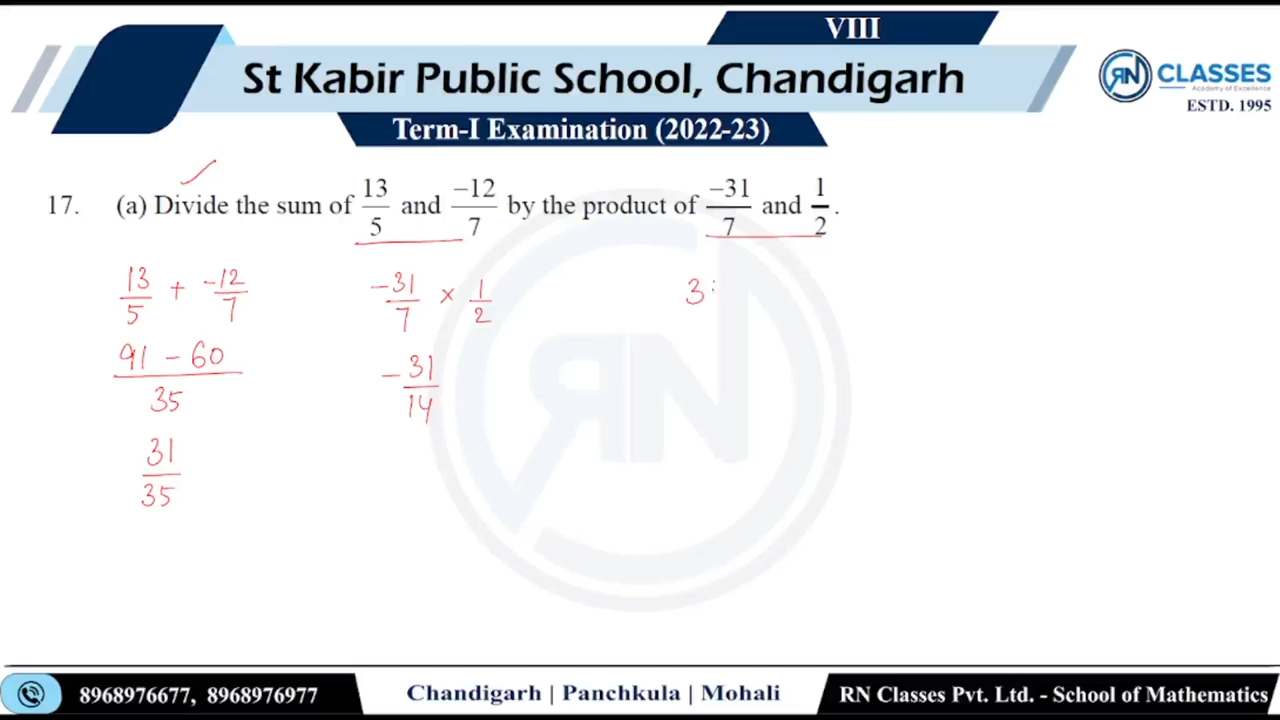 VIII
St Kabir Public School, Chandigarh
RN CLASSES
Academy of Excellence
ESTD. 1995
Term-I Examination (2022-23)
17. (a) Divide the sum of 13/5 and -12/7 by the product of -31/7 and 1/2.
13/5 + -12/7
-31/7 × 1/2
3
91 - 60
35
-31/14
31/35
RN
8968976677, 8968976977
Chandigarh | Panchkula | Mohali
RN Classes Pvt. Ltd. - School of Mathematics